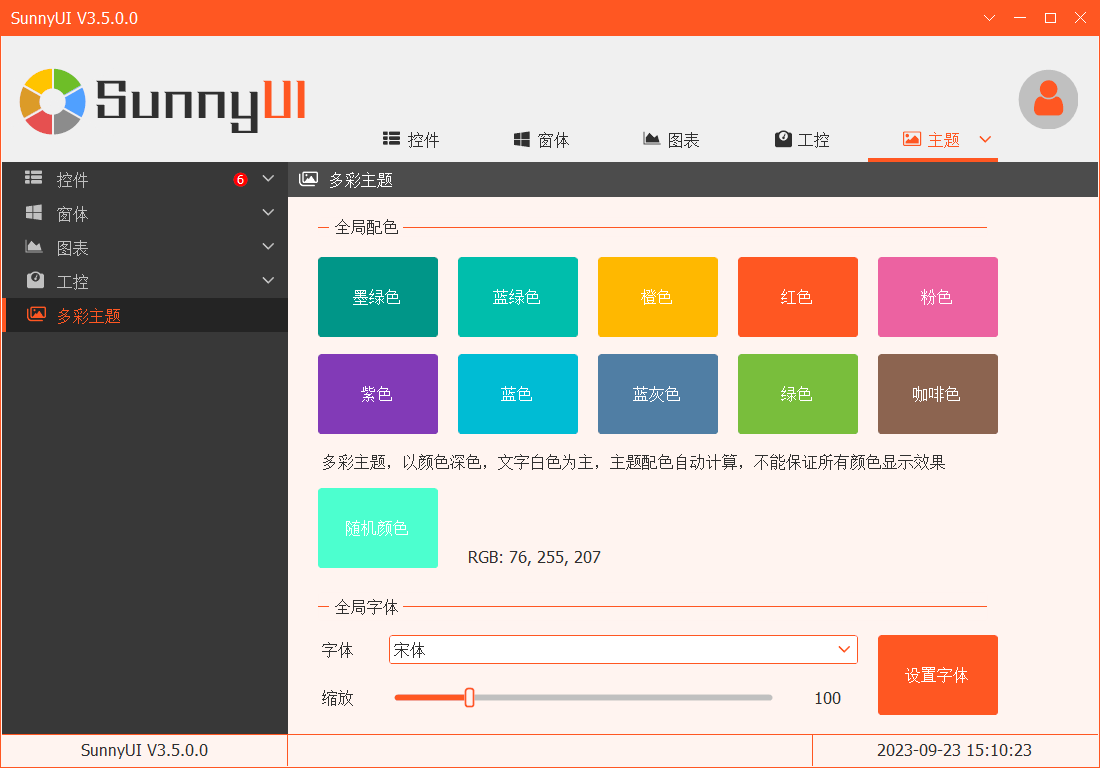 SunnyUI V3.5.0.0
SunnyUI
控件 窗体 图表 工控 主题
控件 6
窗体
图表
工控
多彩主题
多彩主题
全局配色
墨绿色 蓝绿色 橙色 红色 粉色
紫色 蓝色 蓝灰色 绿色 咖啡色
多彩主题，以颜色深色，文字白色为主，主题配色自动计算，不能保证所有颜色显示效果
随机颜色
RGB: 76, 255, 207
全局字体
字体 宋体
设置字体
缩放 100
SunnyUI V3.5.0.0 2023-09-23 15:10:23